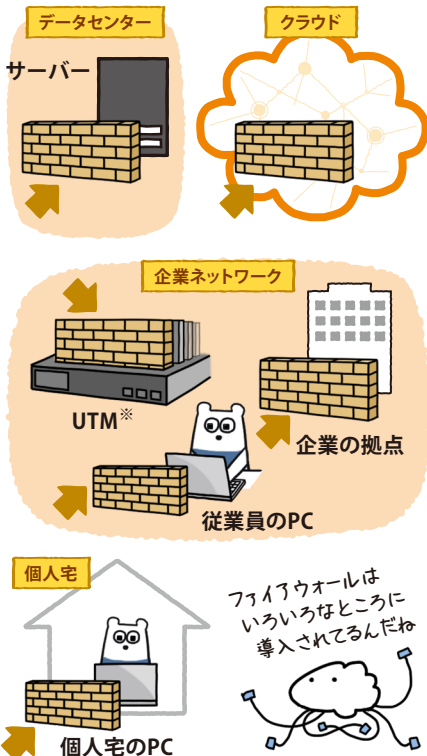 データセンター
クラウド
サーバー
企業ネットワーク
UTM※
企業の拠点
従業員のPC
個人宅
個人宅のPC
ファイアウォールは
いろいろなところに
導入されてるんだね